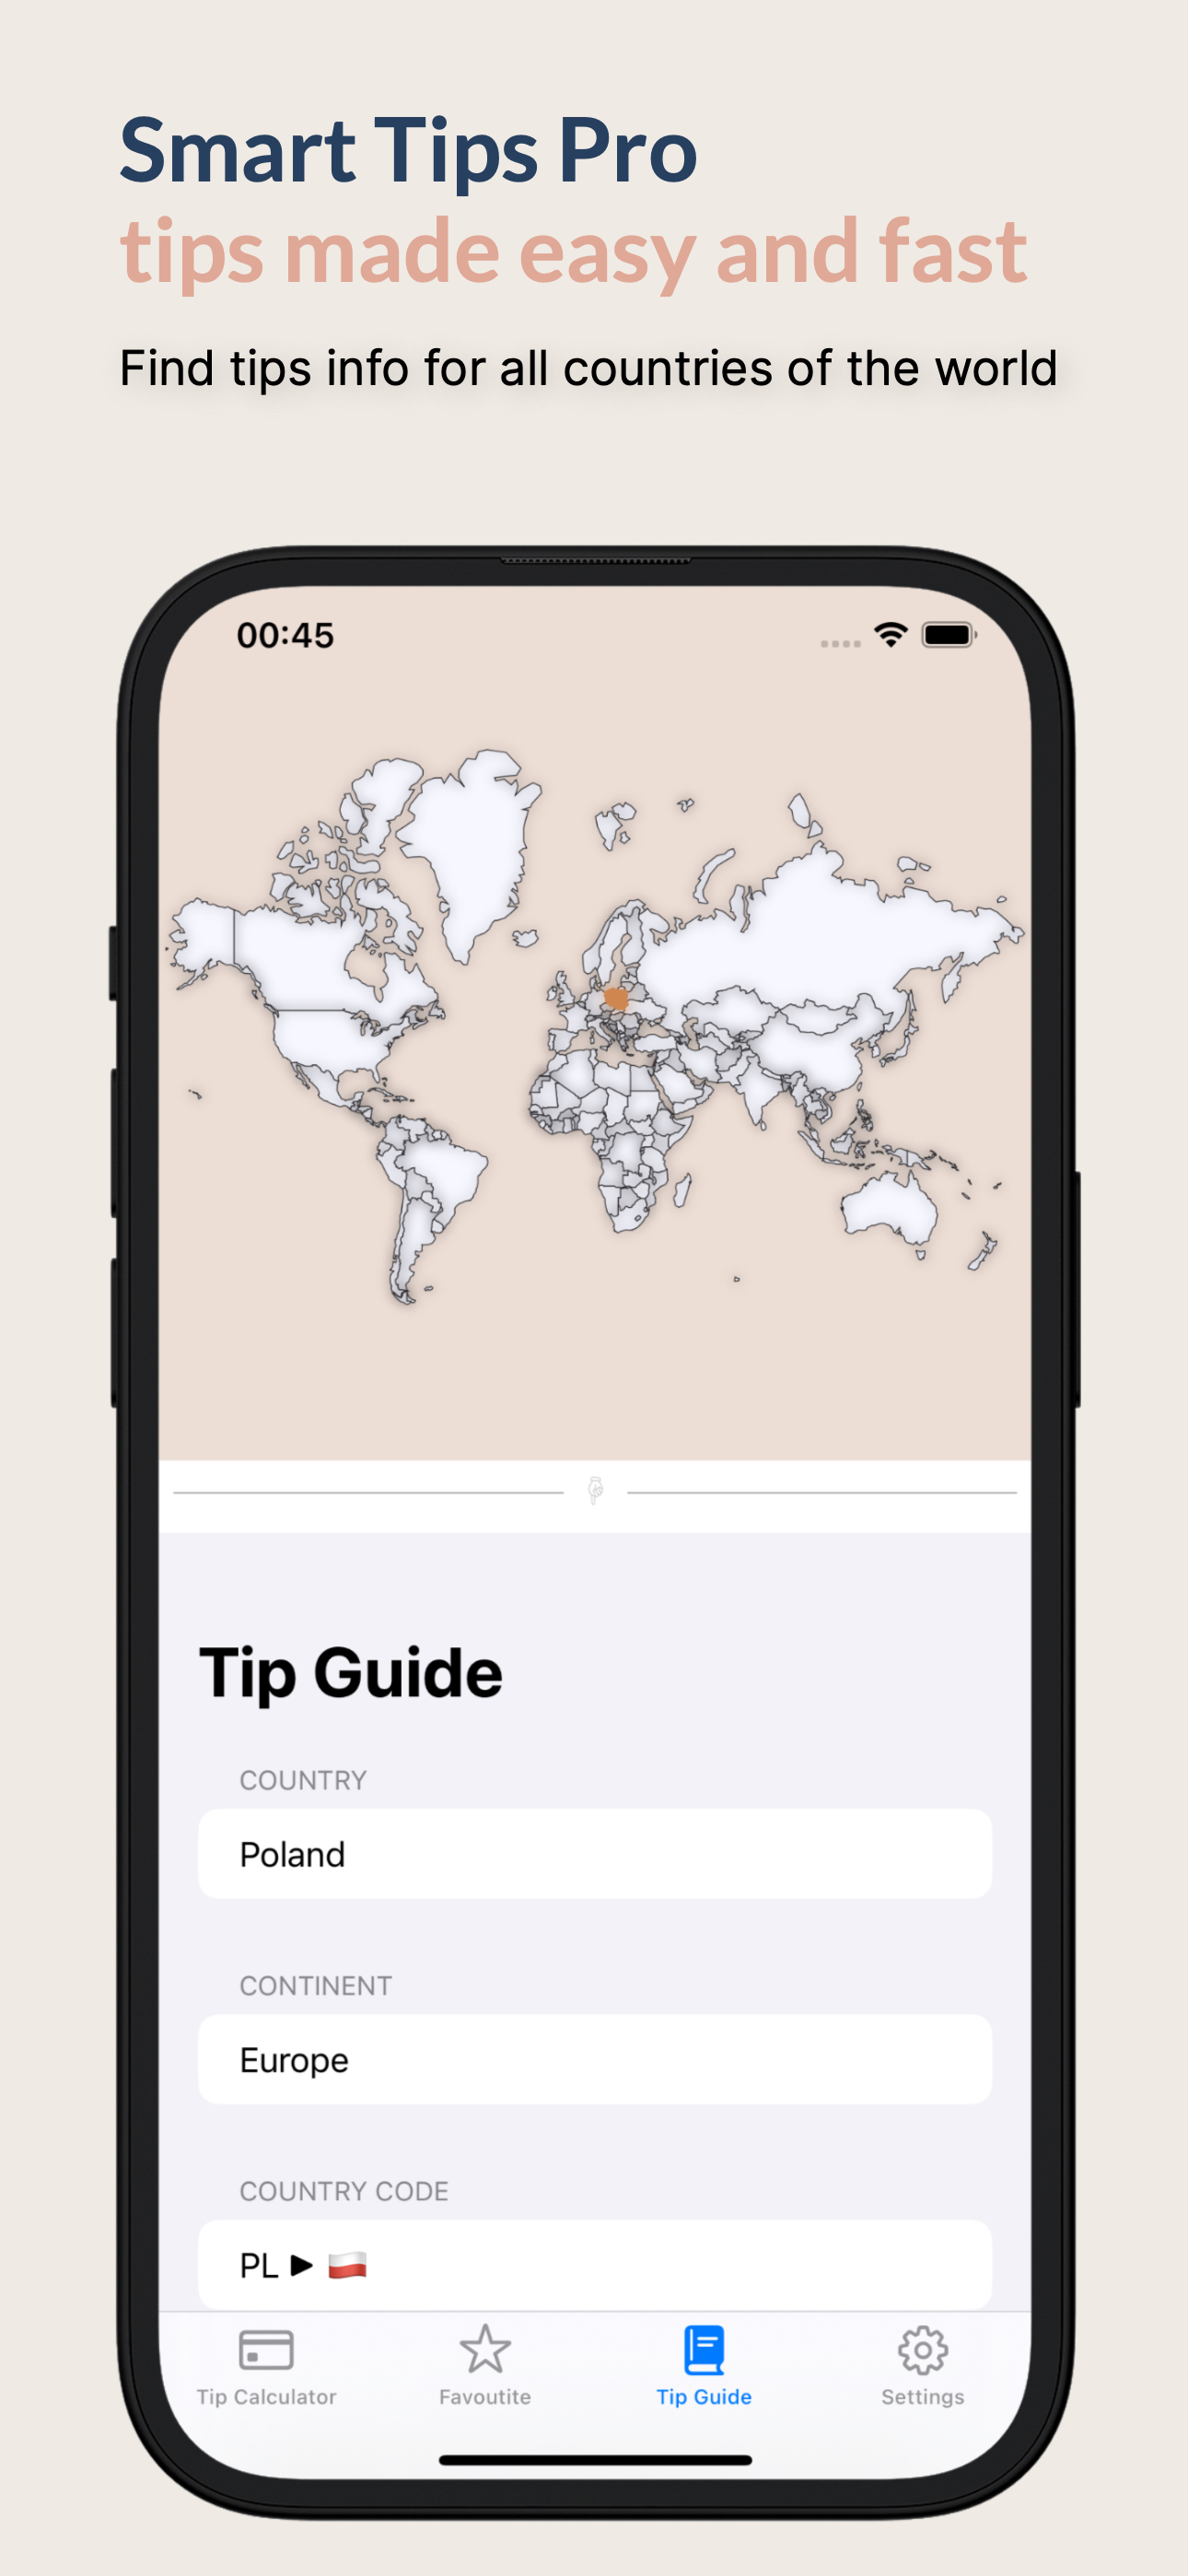 Smart Tips Pro
tips made easy and fast
Find tips info for all countries of the world
00:45
Tip Guide
COUNTRY
Poland
CONTINENT
Europe
COUNTRY CODE
PL ▶ 🇵🇱
Tip Calculator
Favoutite
Tip Guide
Settings